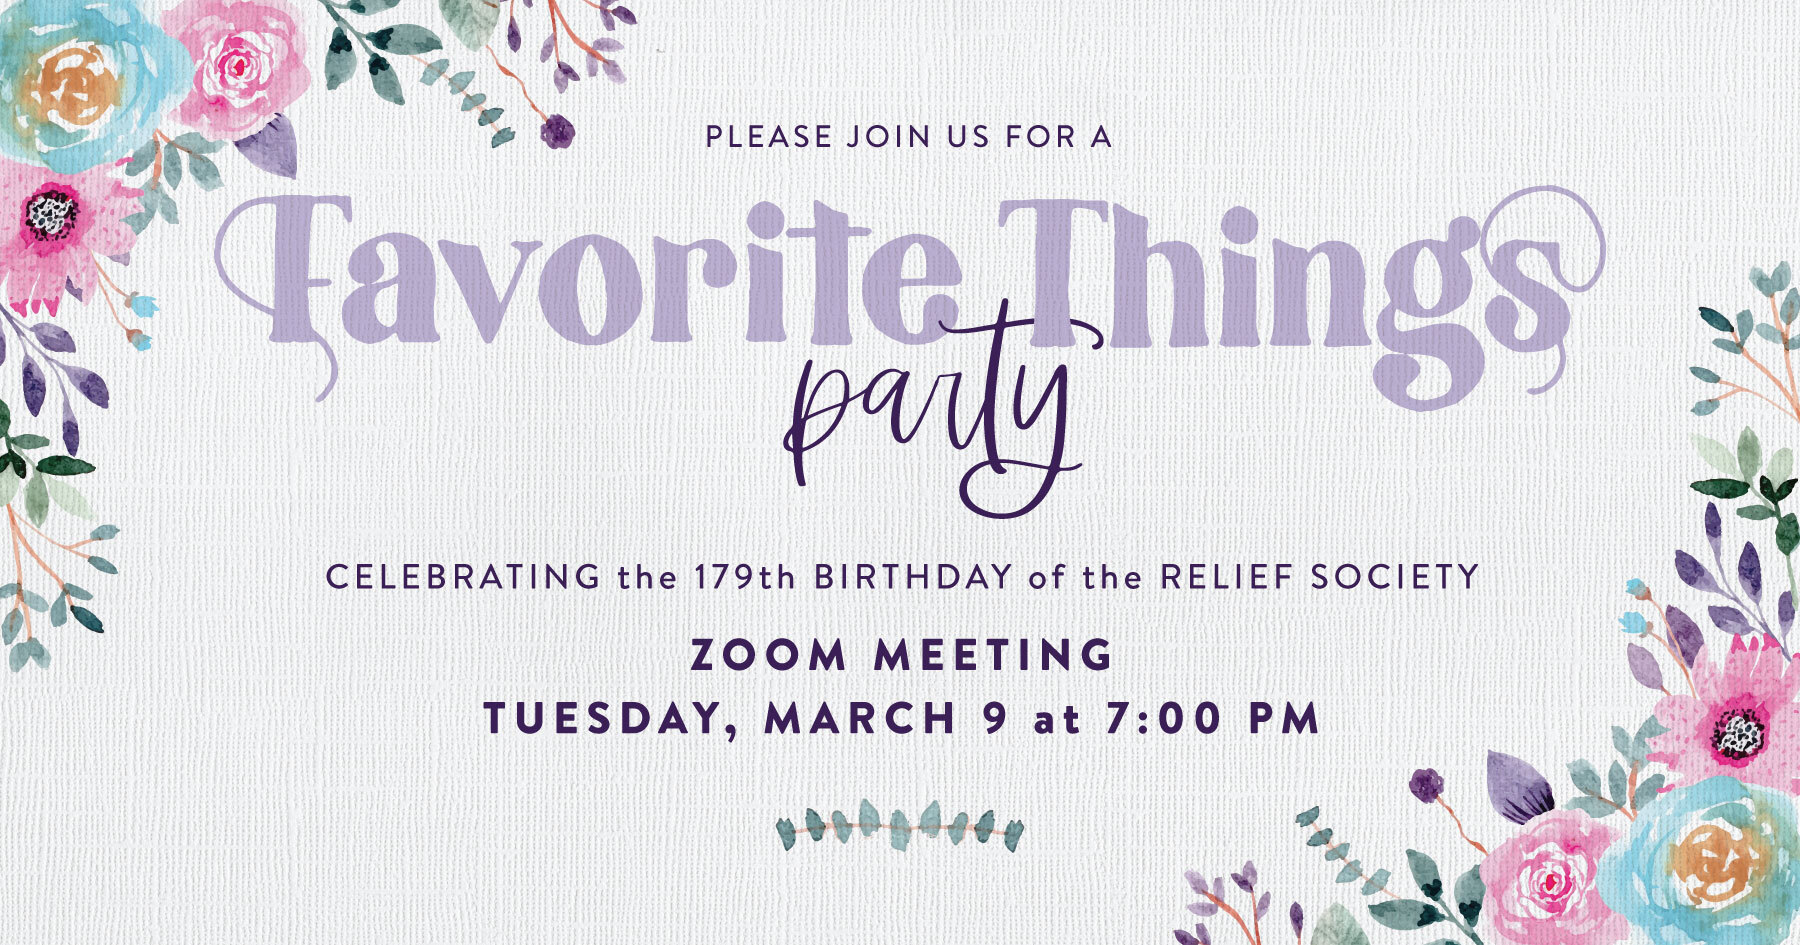 PLEASE JOIN US FOR A
Favorite Things
party
CELEBRATING the 179th BIRTHDAY of the RELIEF SOCIETY
ZOOM MEETING
TUESDAY, MARCH 9 at 7:00 PM